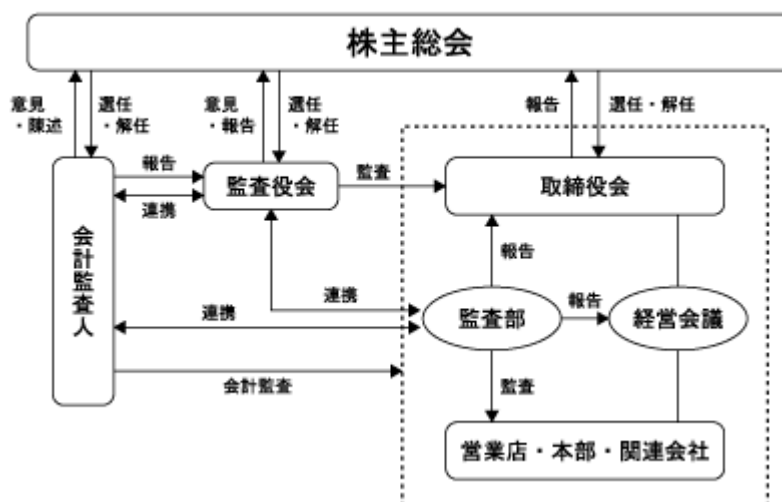 株主総会
意見
・陳述
選任
・解任
意見
・報告
選任
・解任
報告
選任・解任
会計監査人
報告
連携
監査役会
監査
取締役会
報告
連携
連携
監査部
報告
経営会議
会計監査
監査
営業店・本部・関連会社